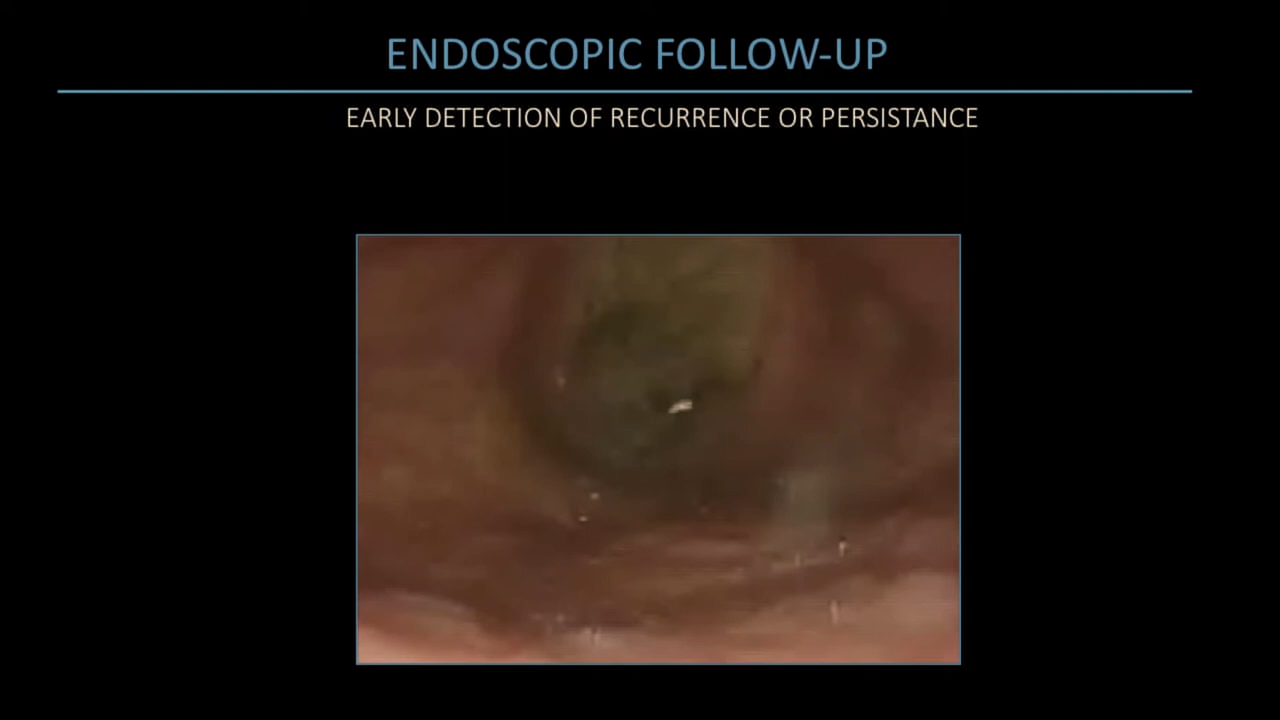 ENDOSCOPIC FOLLOW-UP
EARLY DETECTION OF RECURRENCE OR PERSISTANCE